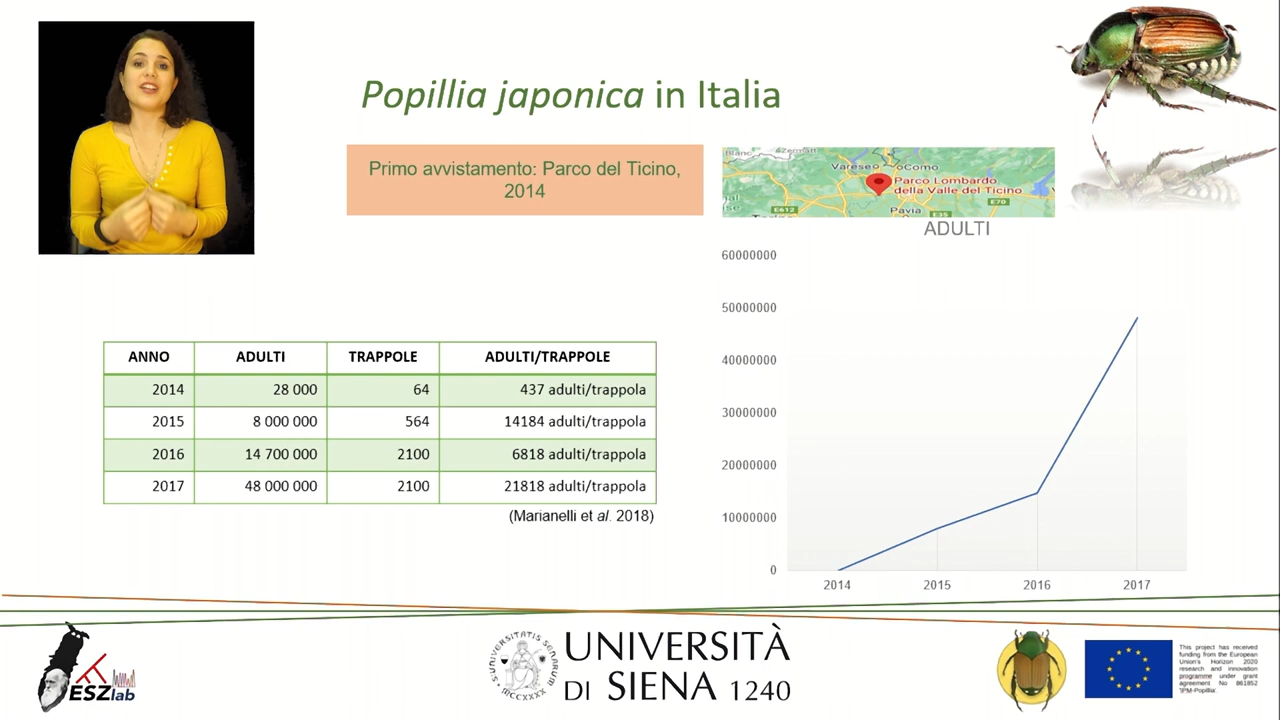 Popillia japonica in Italia
Primo avvistamento: Parco del Ticino,
2014
Zermatt
Varese
Como
Parco Lombardo
della Valle del Ticino
E612
E70
Pavia
E35
ADULTI
60000000
50000000
40000000
30000000
20000000
10000000
0
2014 2015 2016 2017
ANNO ADULTI TRAPPOLE ADULTI/TRAPPOLE
2014 28 000 64 437 adulti/trappola
2015 8 000 000 564 14184 adulti/trappola
2016 14 700 000 2100 6818 adulti/trappola
2017 48 000 000 2100 21818 adulti/trappola
(Marianelli et al. 2018)
ESZlab
UNIVERSITÀ
DI SIENA 1240
MCCXXXX
This project has received
funding from the European
Union's Horizon 2020
research and innovation
programme under grant
agreement No 861852
'IPM-Popillia'.